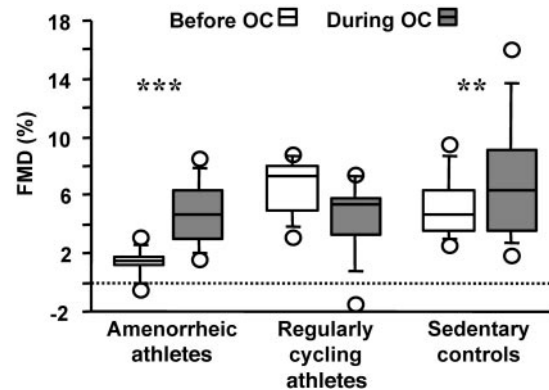 18
Before OC
During OC
14
***
**
FMD (%)
10
6
2
-2
Amenorrheic
athletes
Regularly
cycling
athletes
Sedentary
controls